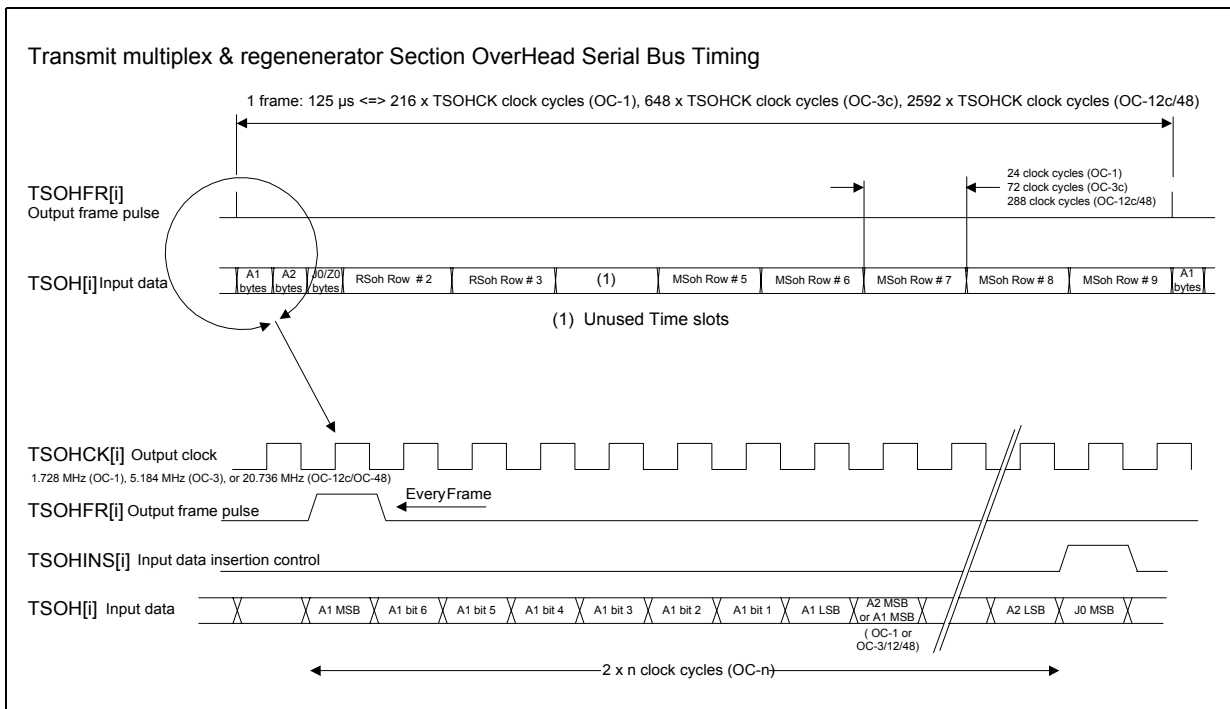 Transmit multiplex & regenenerator Section OverHead Serial Bus Timing
1 frame: 125 µs <=> 216 x TSOHCK clock cycles (OC-1), 648 x TSOHCK clock cycles (OC-3c), 2592 x TSOHCK clock cycles (OC-12c/48)
TSOHFR[i]
Output frame pulse
24 clock cycles (OC-1)
72 clock cycles (OC-3c)
288 clock cycles (OC-12c/48)
TSOH[i] Input data
A1 bytes
A2 bytes
J0/Z0 bytes
RSoh Row # 2
RSoh Row # 3
(1)
MSoh Row # 5
MSoh Row # 6
MSoh Row # 7
MSoh Row # 8
MSoh Row # 9
A1 bytes
(1) Unused Time slots
TSOHCK[i] Output clock
1.728 MHz (OC-1), 5.184 MHz (OC-3), or 20.736 MHz (OC-12c/OC-48)
TSOHFR[i] Output frame pulse
EveryFrame
TSOHINS[i] Input data insertion control
TSOH[i] Input data
A1 MSB
A1 bit 6
A1 bit 5
A1 bit 4
A1 bit 3
A1 bit 2
A1 bit 1
A1 LSB
A2 MSB
or A1 MSB
( OC-1 or
OC-3/12/48)
A2 LSB
J0 MSB
2 x n clock cycles (OC-n)